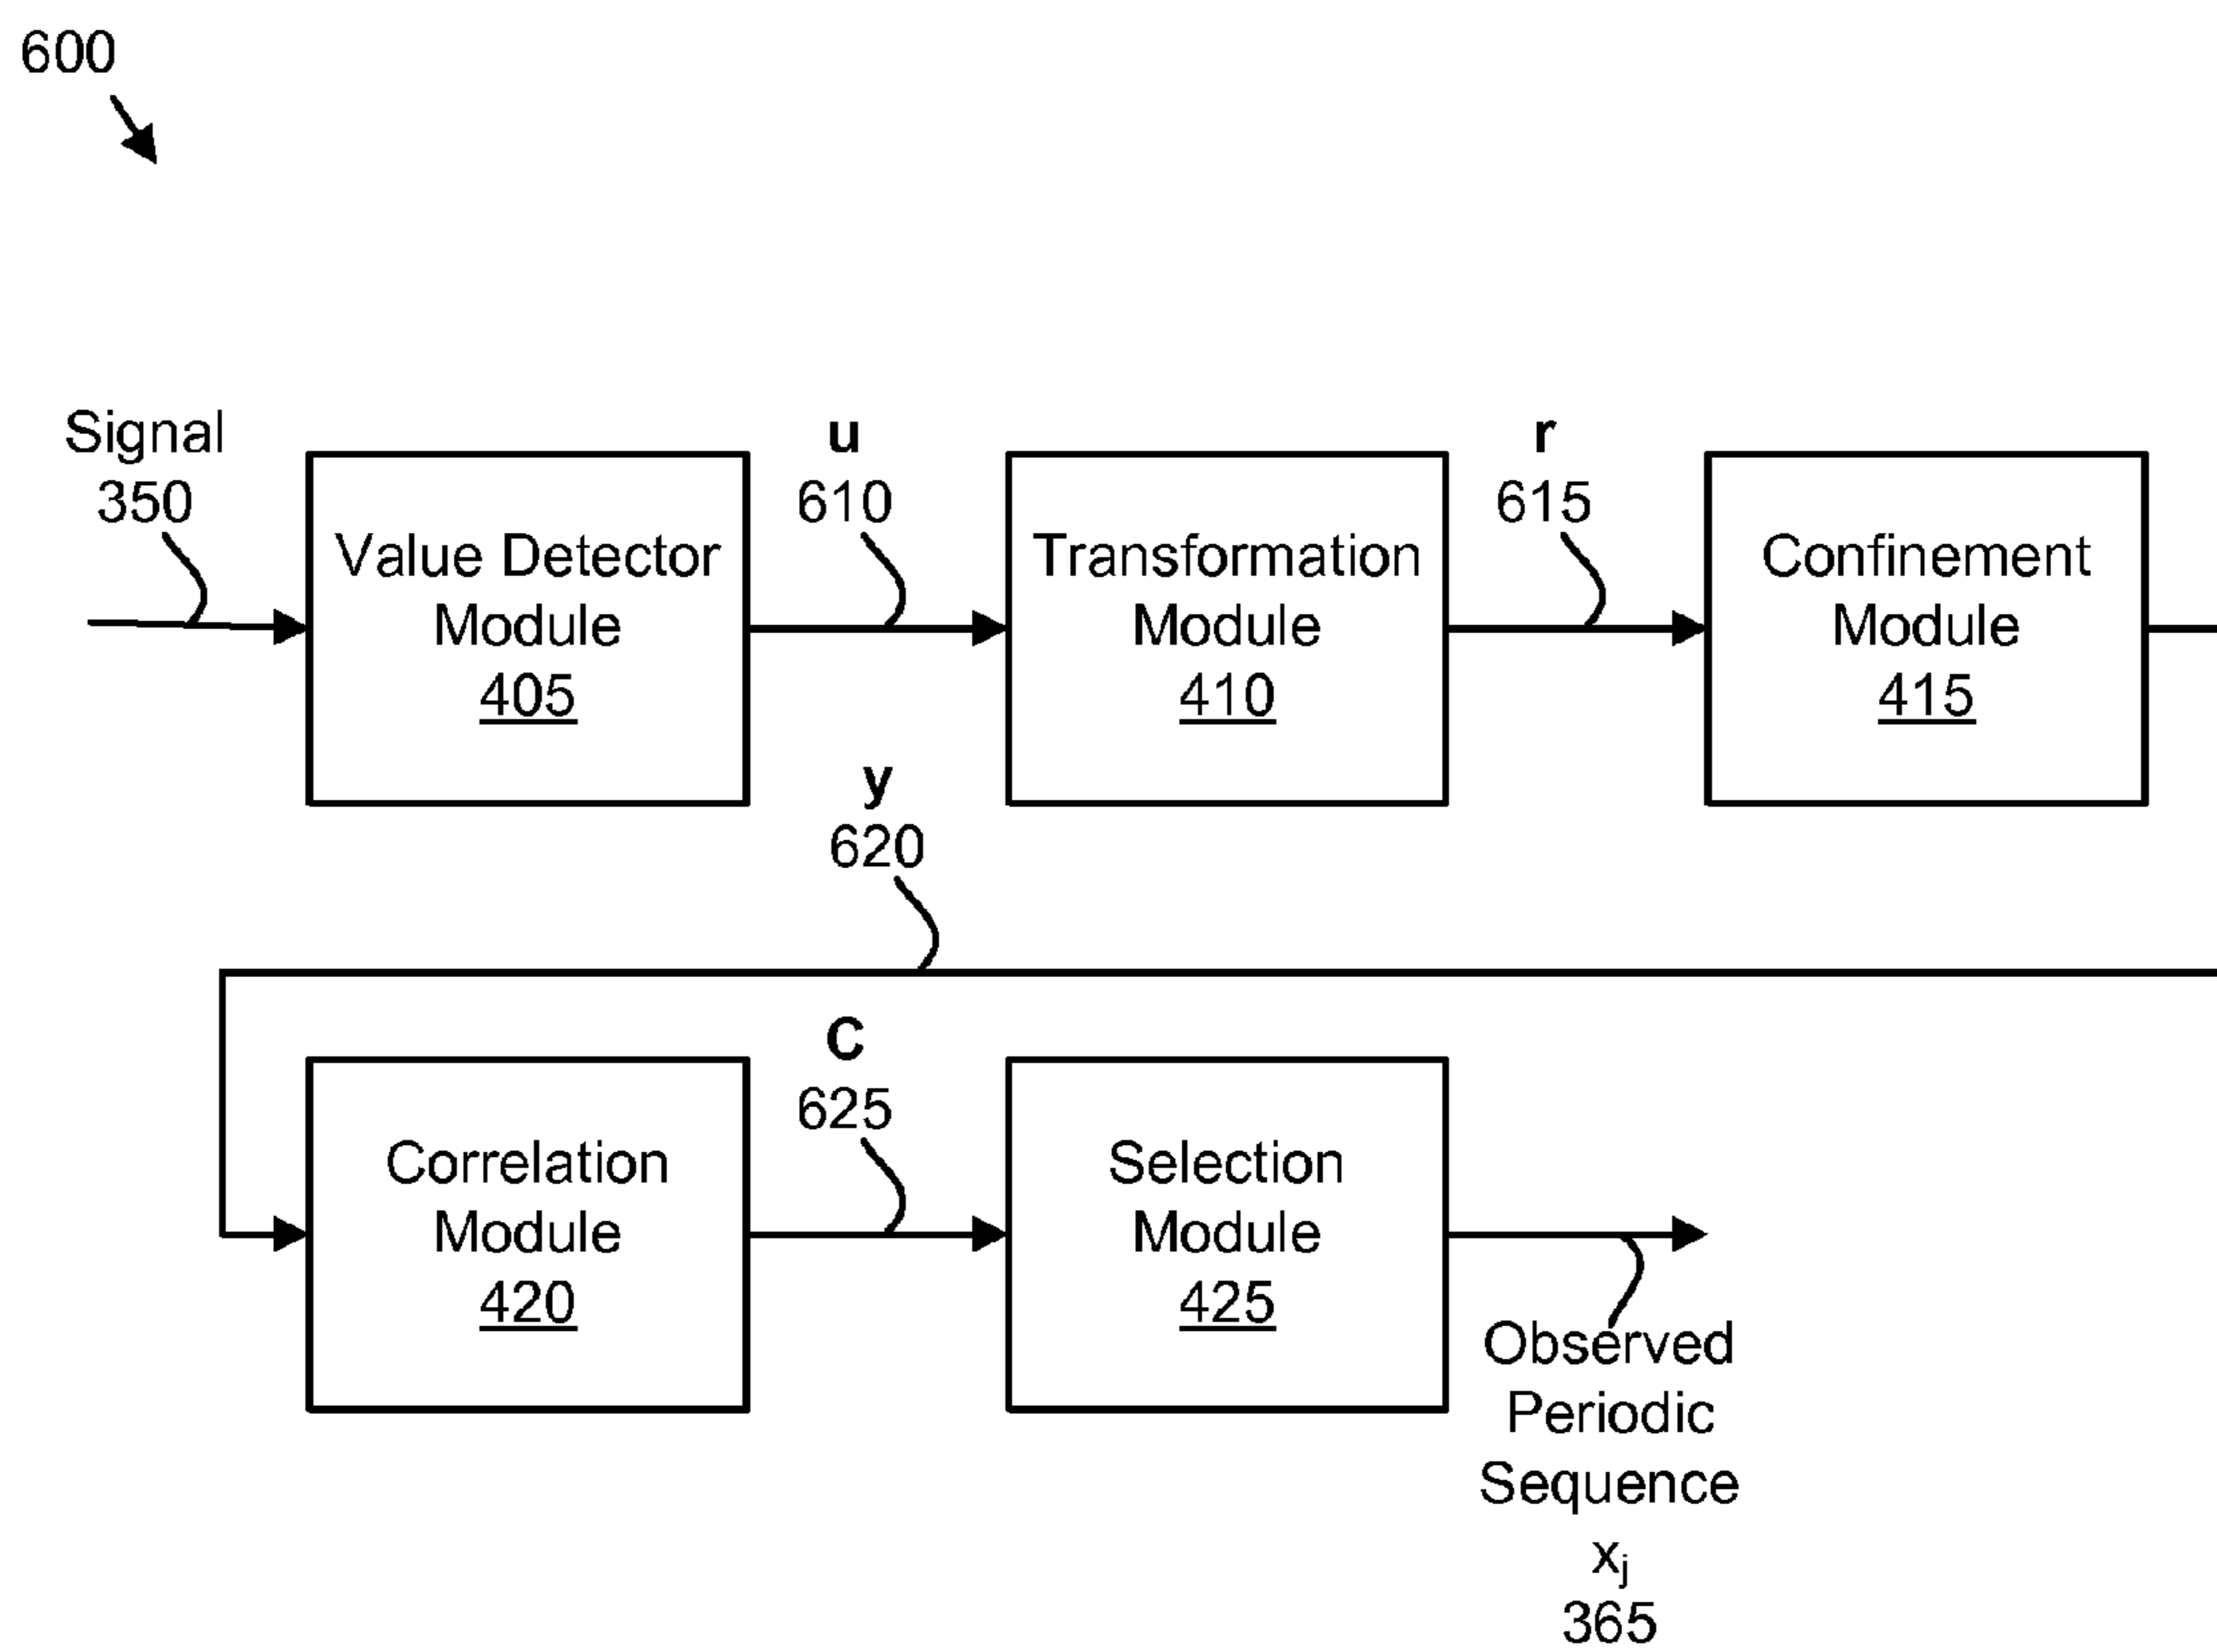 600
Signal
350
Value Detector
Module
405
u
610
Transformation
Module
410
r
615
Confinement
Module
415
y
620
Correlation
Module
420
C
625
Selection
Module
425
Observed
Periodic
Sequence
xj
365